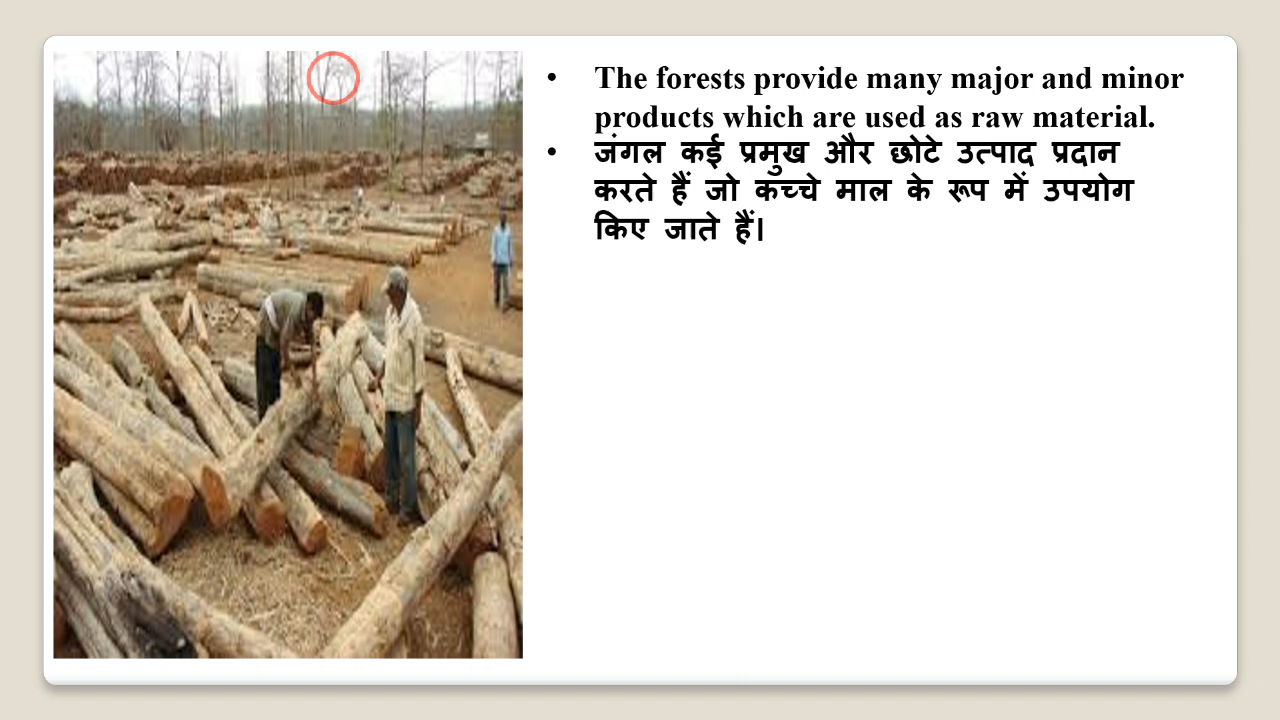 • The forests provide many major and minor
products which are used as raw material.
• जंगल कई प्रमुख और छोटे उत्पाद प्रदान
करते हैं जो कच्चे माल के रूप में उपयोग
किए जाते हैं।